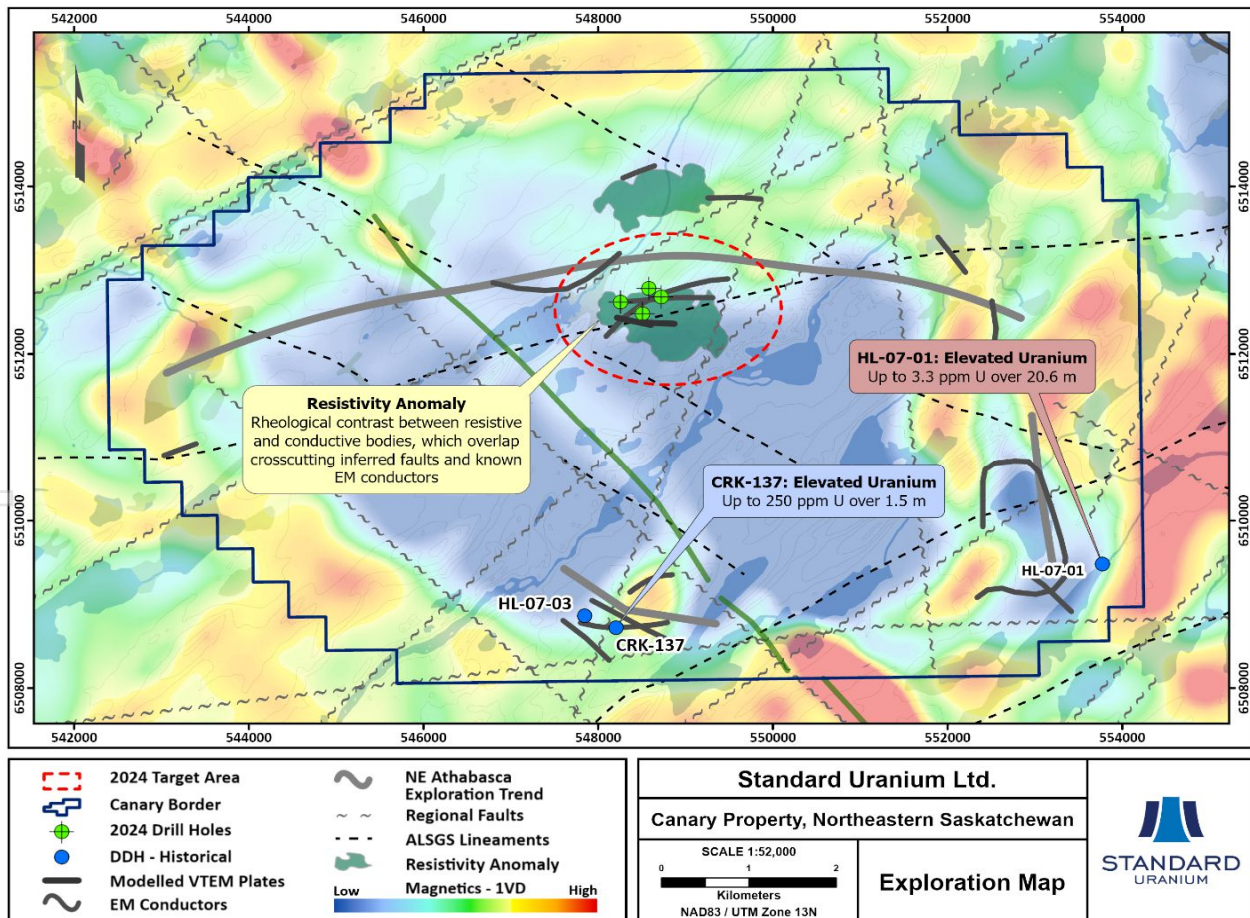 542000
544000
546000
548000
550000
552000
554000
6514000
6514000
N
6512000
6512000
HL-07-01: Elevated Uranium
Up to 3.3 ppm U over 20.6 m
Resistivity Anomaly
Rheological contrast between resistive
and conductive bodies, which overlap
crosscutting inferred faults and known
EM conductors
CRK-137: Elevated Uranium
Up to 250 ppm U over 1.5 m
6510000
6510000
HL-07-01
HL-07-03
CRK-137
6508000
6508000
542000
544000
546000
548000
550000
552000
554000
2024 Target Area
Canary Border
2024 Drill Holes
DDH - Historical
Modelled VTEM Plates
EM Conductors
NE Athabasca
Exploration Trend
Regional Faults
ALSGS Lineaments
Resistivity Anomaly
Magnetics - 1VD
Low
High
Standard Uranium Ltd.
Canary Property, Northeastern Saskatchewan
SCALE 1:52,000
0 1 2
Kilometers
NAD83 / UTM Zone 13N
Exploration Map
STANDARD
URANIUM